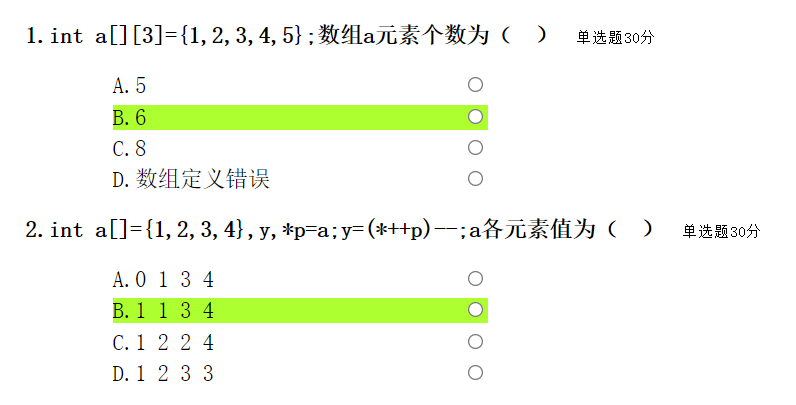 1.int a[][3]={1,2,3,4,5};数组a元素个数为（ ） 单选题30分
A.5
B.6
C.8
D.数组定义错误
2.int a[]={1,2,3,4},y,*p=a;y=(*++p)--;a各元素值为（ ） 单选题30分
A.0 1 3 4
B.1 1 3 4
C.1 2 2 4
D.1 2 3 3